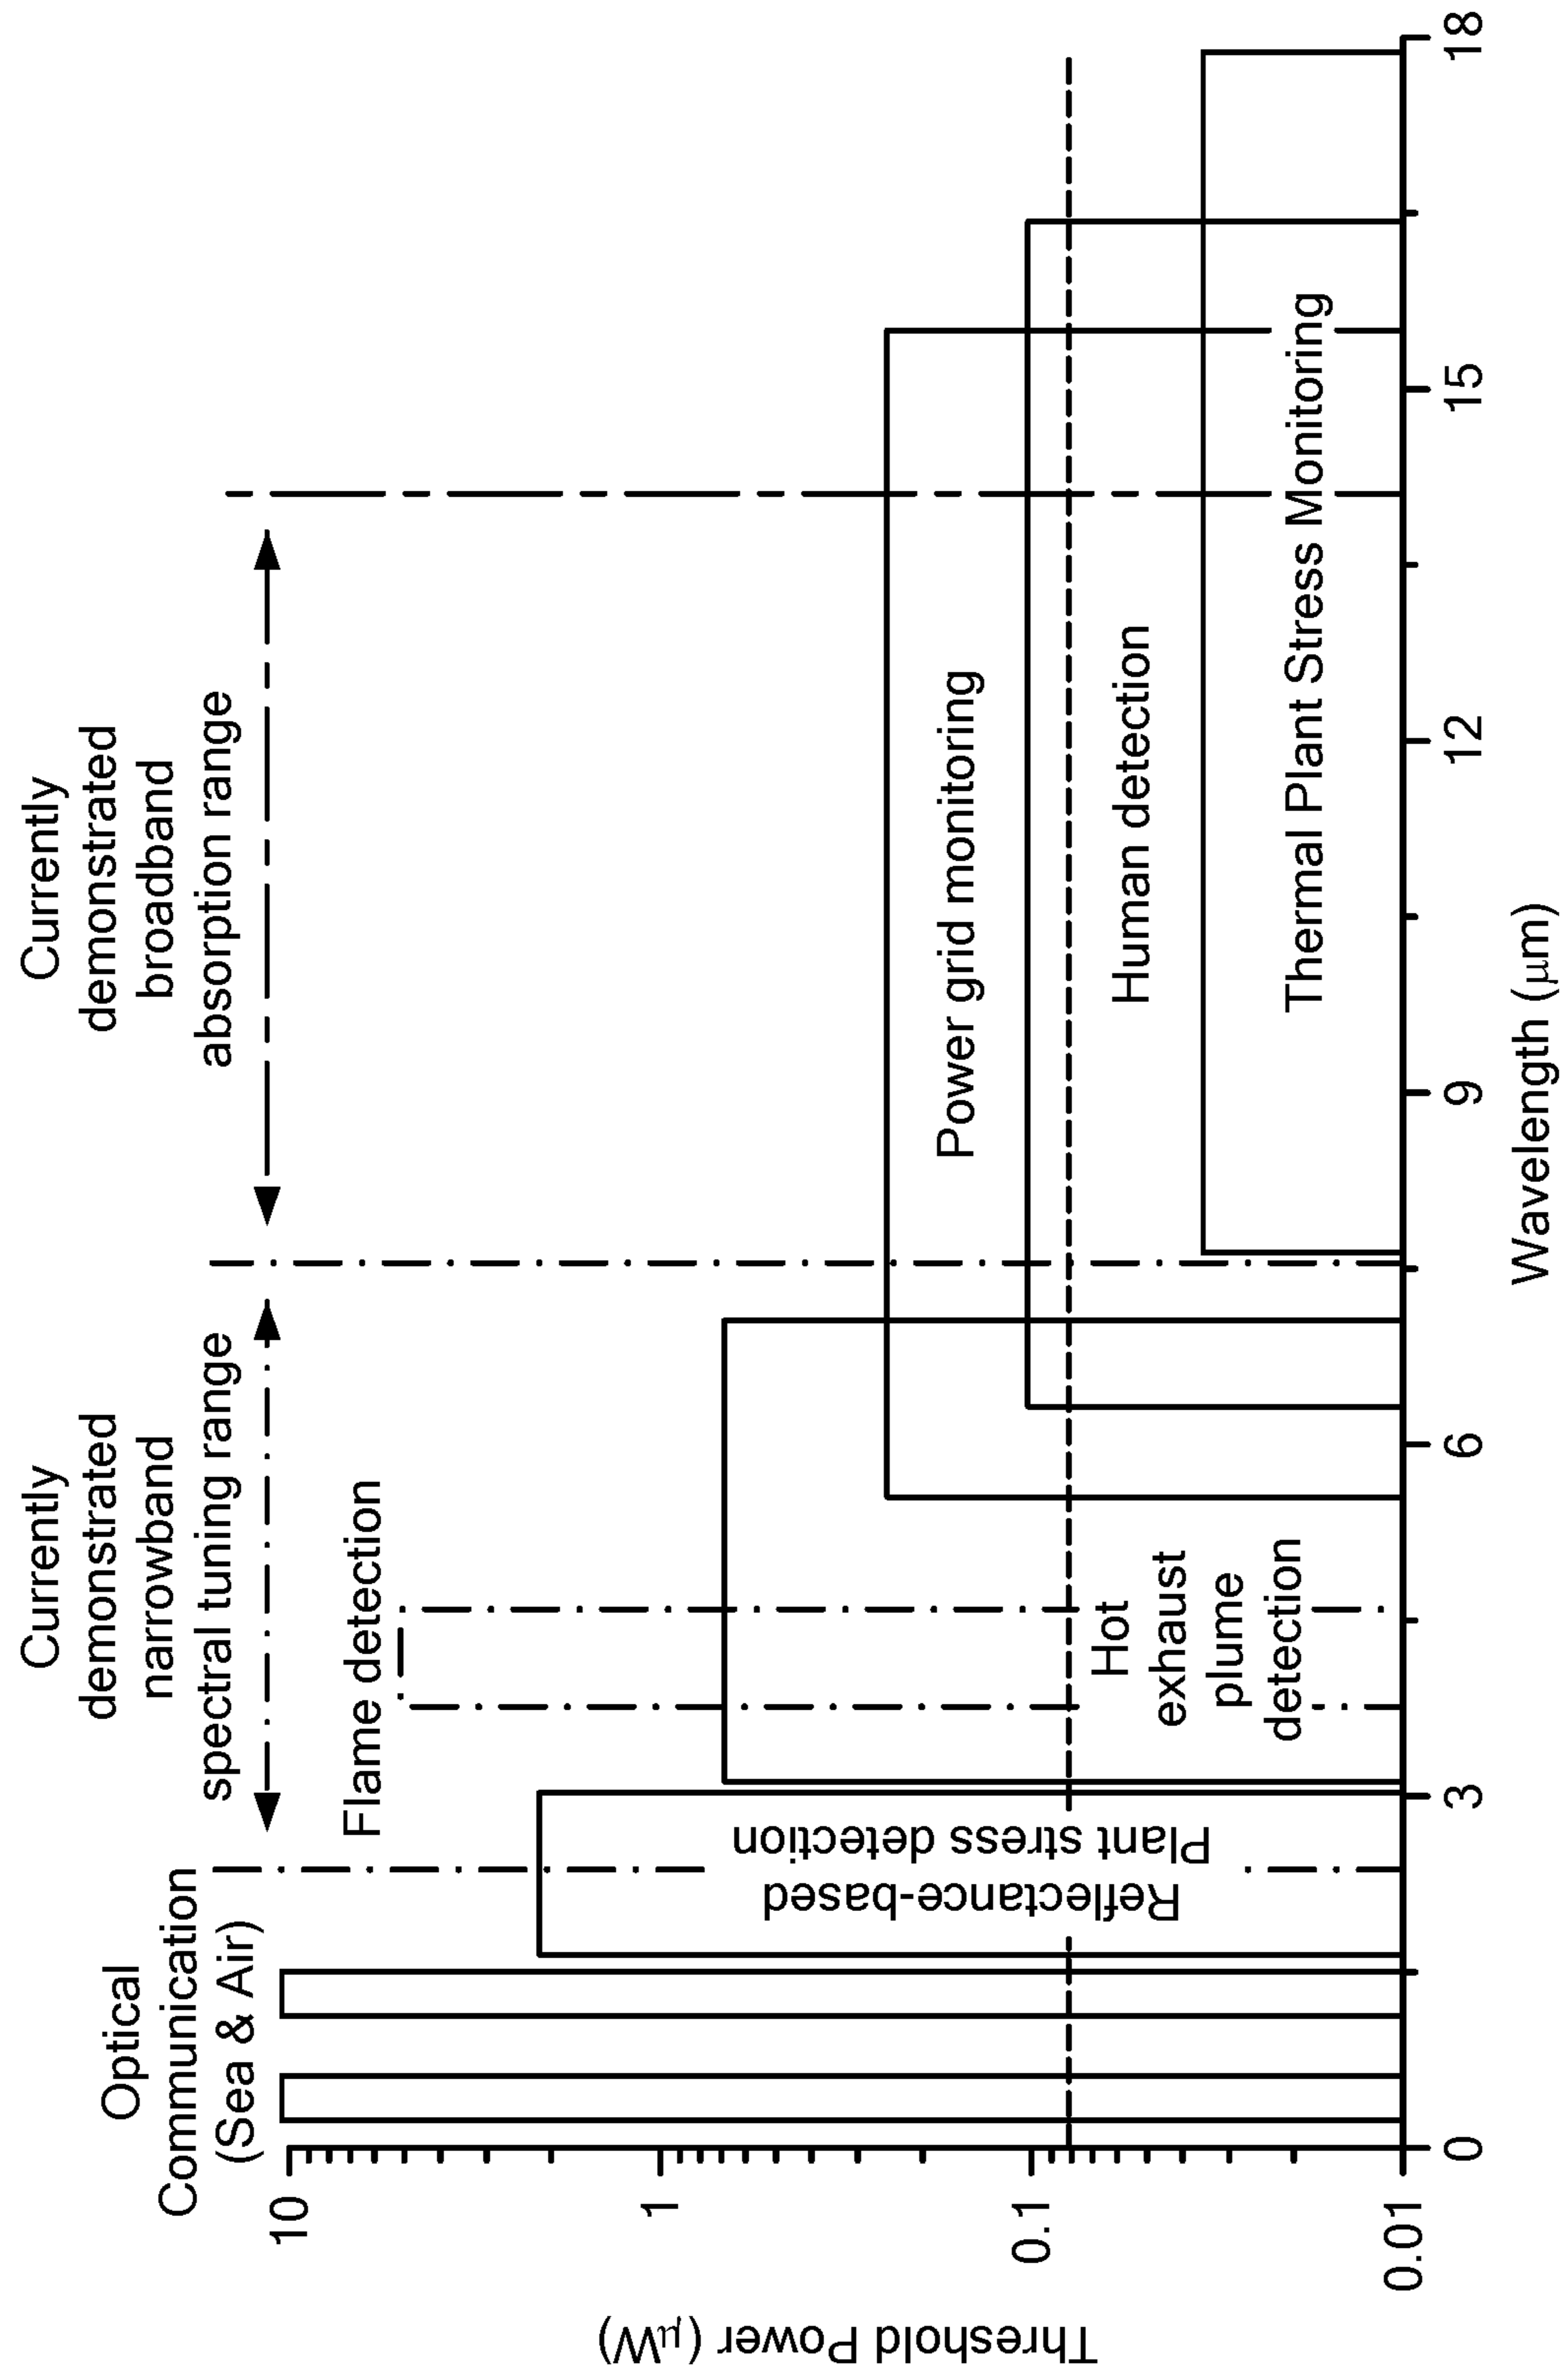 Optical
Communication
(Sea & Air)
Currently
demonstrated
narrowband
spectral tuning range
Currently
demonstrated
broadband
absorption range
Flame detection
Reflectance-based
Plant stress detection
Hot
exhaust
plume
detection
Power grid monitoring
Human detection
Thermal Plant Stress Monitoring
Threshold Power (μW)
10
1
0.1
0.01
0
3
6
9
12
15
18
Wavelength (μm)